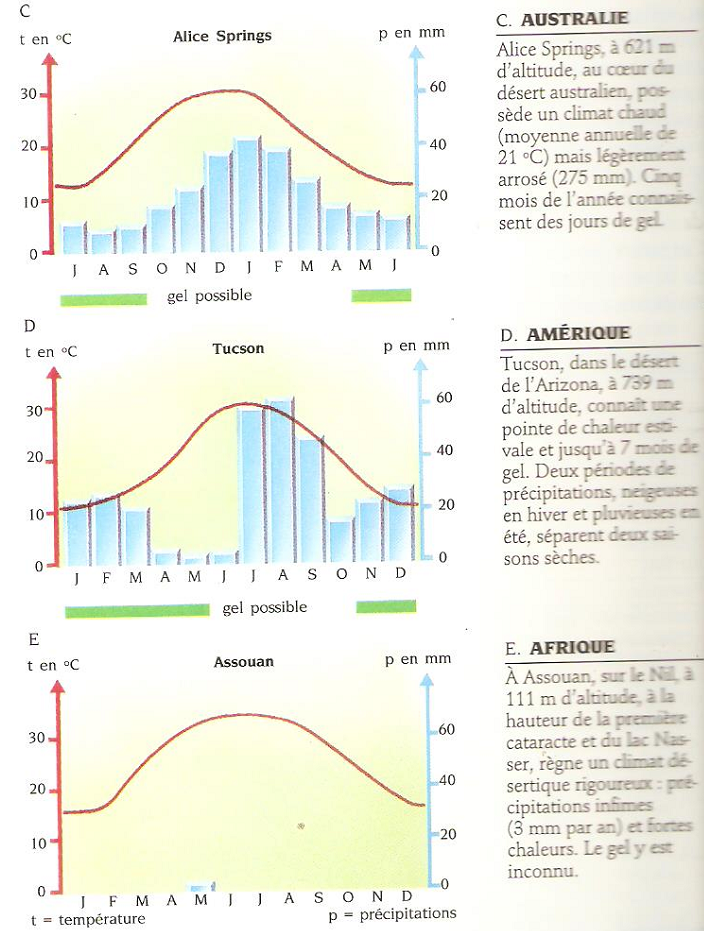 C
t en °C
Alice Springs
p en mm
30
20
10
0
60
40
20
0
J A S O N D J F M A M J
gel possible
C. AUSTRALIE
Alice Springs, à 621 m
d'altitude, au cœur du
désert australien, pos-
sède un climat chaud
(moyenne annuelle de
21 °C) mais légèrement
arrosé (275 mm). Cinq
mois de l'année connais-
sent des jours de gel.
D
t en °C
Tucson
p en mm
30
20
10
0
60
40
20
0
J F M A M J J A S O N D
gel possible
D. AMÉRIQUE
Tucson, dans le désert
de l'Arizona, à 739 m
d'altitude, connaît une
pointe de chaleur esti-
vale et jusqu'à 7 mois de
gel. Deux périodes de
précipitations, neigeuses
en hiver et pluvieuses en
été, séparent deux sai-
sons sèches.
E
t en °C
Assouan
p en mm
30
20
10
0
60
40
20
0
J F M A M J J A S O N D
t = température
p = précipitations
E. AFRIQUE
À Assouan, sur le Nil, à
111 m d'altitude, à la
hauteur de la première
cataracte et du lac Nas-
ser, règne un climat dé-
sertique rigoureux : pré-
cipitations infimes
(3 mm par an) et fortes
chaleurs. Le gel y est
inconnu.